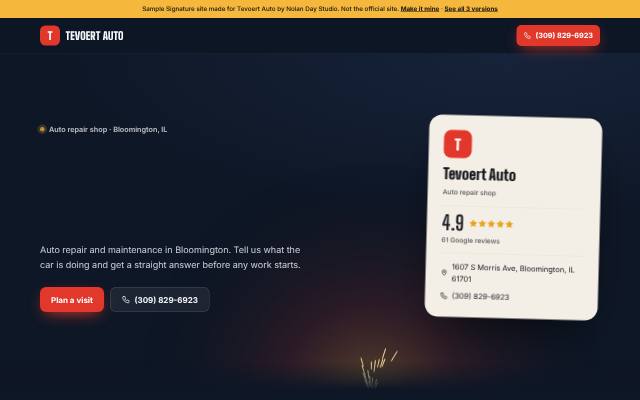 Sample Signature site made for Tevoert Auto by Nolan Day Studio. Not the official site. Make it mine · See all 3 versions
T TEVOERT AUTO
(309) 829-6923
Auto repair shop · Bloomington, IL
Auto repair and maintenance in Bloomington. Tell us what the
car is doing and get a straight answer before any work starts.
Plan a visit
(309) 829-6923
T
Tevoert Auto
Auto repair shop
4.9
61 Google reviews
1607 S Morris Ave, Bloomington, IL
61701
(309) 829-6923